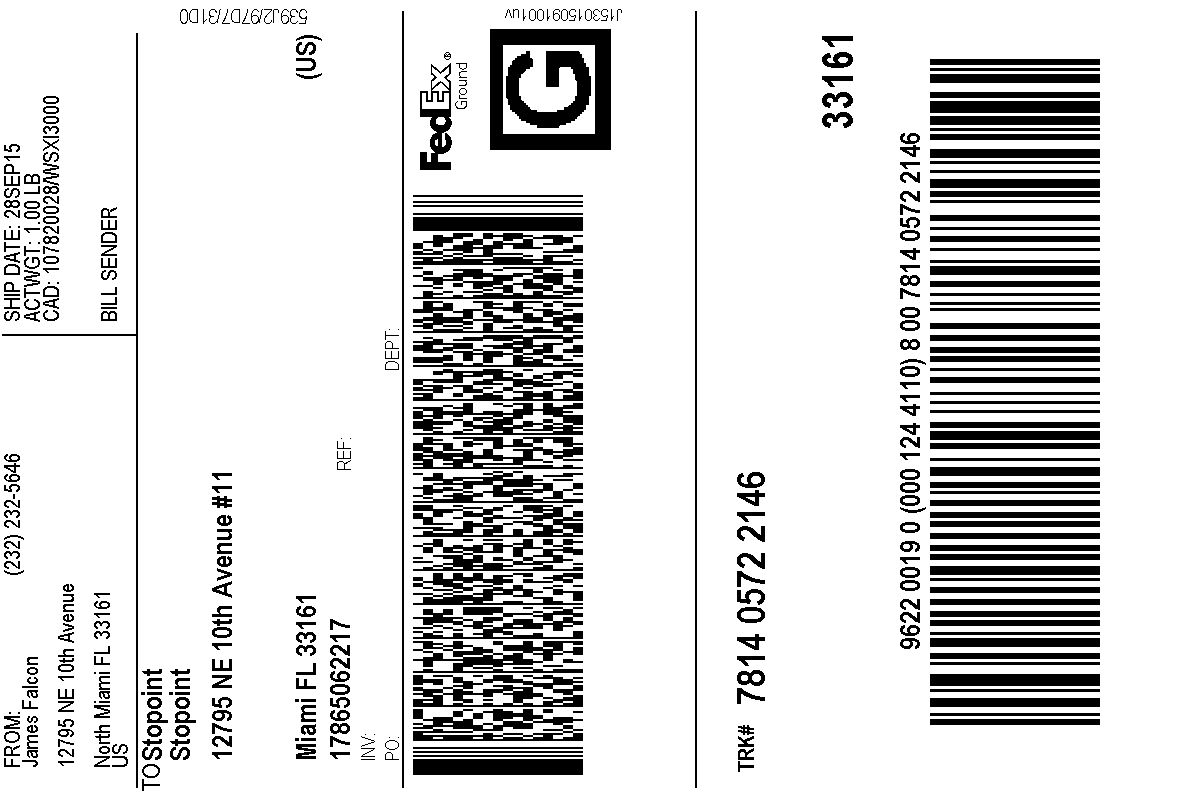 FROM: (232) 232-5646
James Falcon
12795 NE 10th Avenue
North Miami FL 33161
US
SHIP DATE: 28SEP15
ACTWGT: 1.00 LB
CAD: 107820028/WSXI3000
BILL SENDER
TO Stopoint
Stopoint
12795 NE 10th Avenue #11
Miami FL 33161 (US)
17865062217
REF:
INV:
PO: DEPT:
539J2/97D7/31D0
J153015091001uv
FedEx®
Ground
G
TRK# 7814 0572 2146
33161
9622 0019 0 (000 124 4110) 8 00 7814 0572 2146